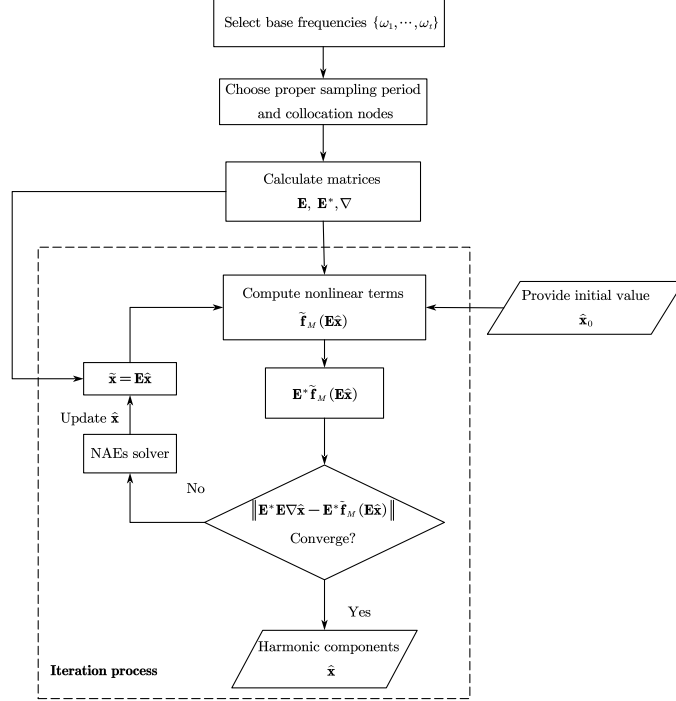 Select base frequencies {ω₁, ⋯, ωₜ}
Choose proper sampling period
and collocation nodes
Calculate matrices
E, E*, ∇
Compute nonlinear terms
f̃_M(Ex̂)
Provide initial value
x̂₀
x̃ = Ex̂
E*f̃_M(Ex̂)
Update x̂
NAEs solver
No
‖E*E∇x̂ − E*f̃_M(Ex̂)‖
Converge?
Yes
Harmonic components
x̂
Iteration process